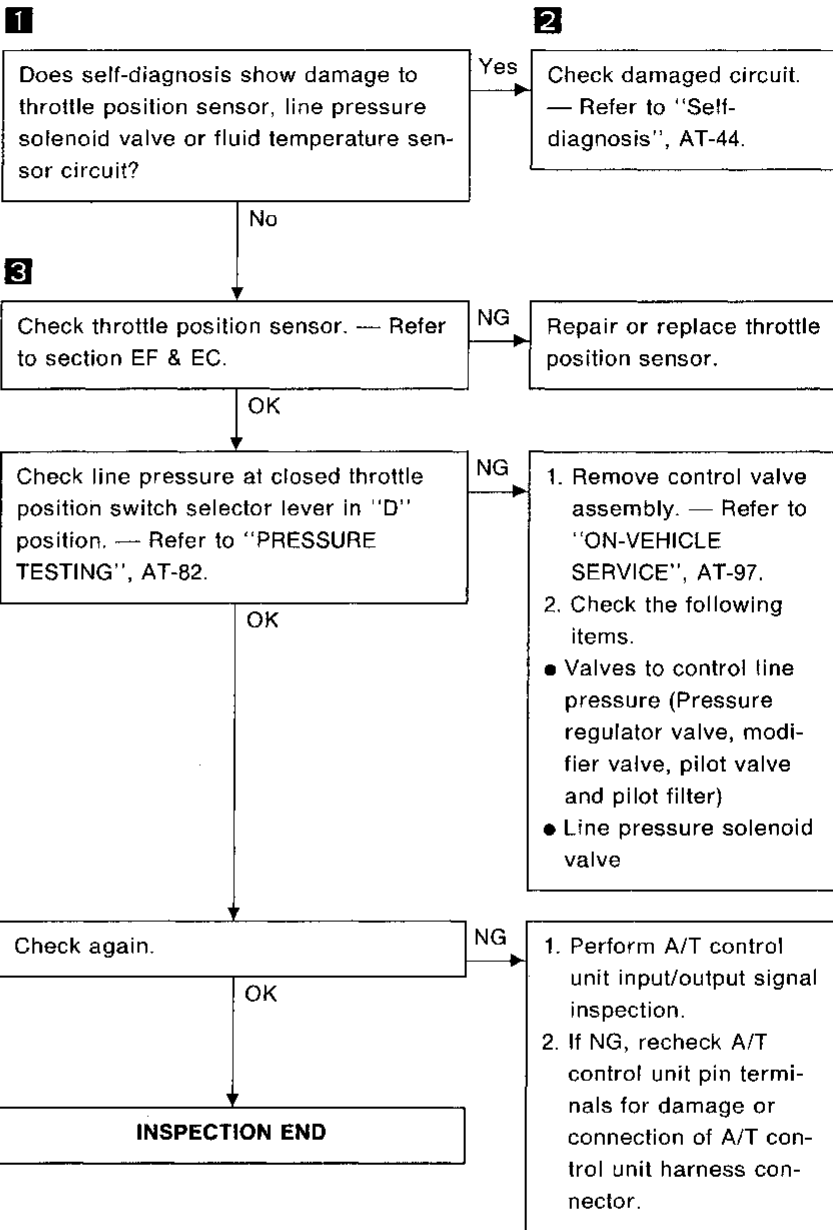 1
Does self-diagnosis show damage to
throttle position sensor, line pressure
solenoid valve or fluid temperature sen-
sor circuit?
Yes
2
Check damaged circuit.
— Refer to "Self-
diagnosis", AT-44.
No
3
Check throttle position sensor. — Refer
to section EF & EC.
NG
Repair or replace throttle
position sensor.
OK
Check line pressure at closed throttle
position switch selector lever in "D"
position. — Refer to "PRESSURE
TESTING", AT-82.
NG
1. Remove control valve
assembly. — Refer to
"ON-VEHICLE
SERVICE", AT-97.
2. Check the following
items.
● Valves to control line
pressure (Pressure
regulator valve, modi-
fier valve, pilot valve
and pilot filter)
● Line pressure solenoid
valve
OK
Check again.
NG
1. Perform A/T control
unit input/output signal
inspection.
2. If NG, recheck A/T
control unit pin termi-
nals for damage or
connection of A/T con-
trol unit harness con-
nector.
OK
INSPECTION END